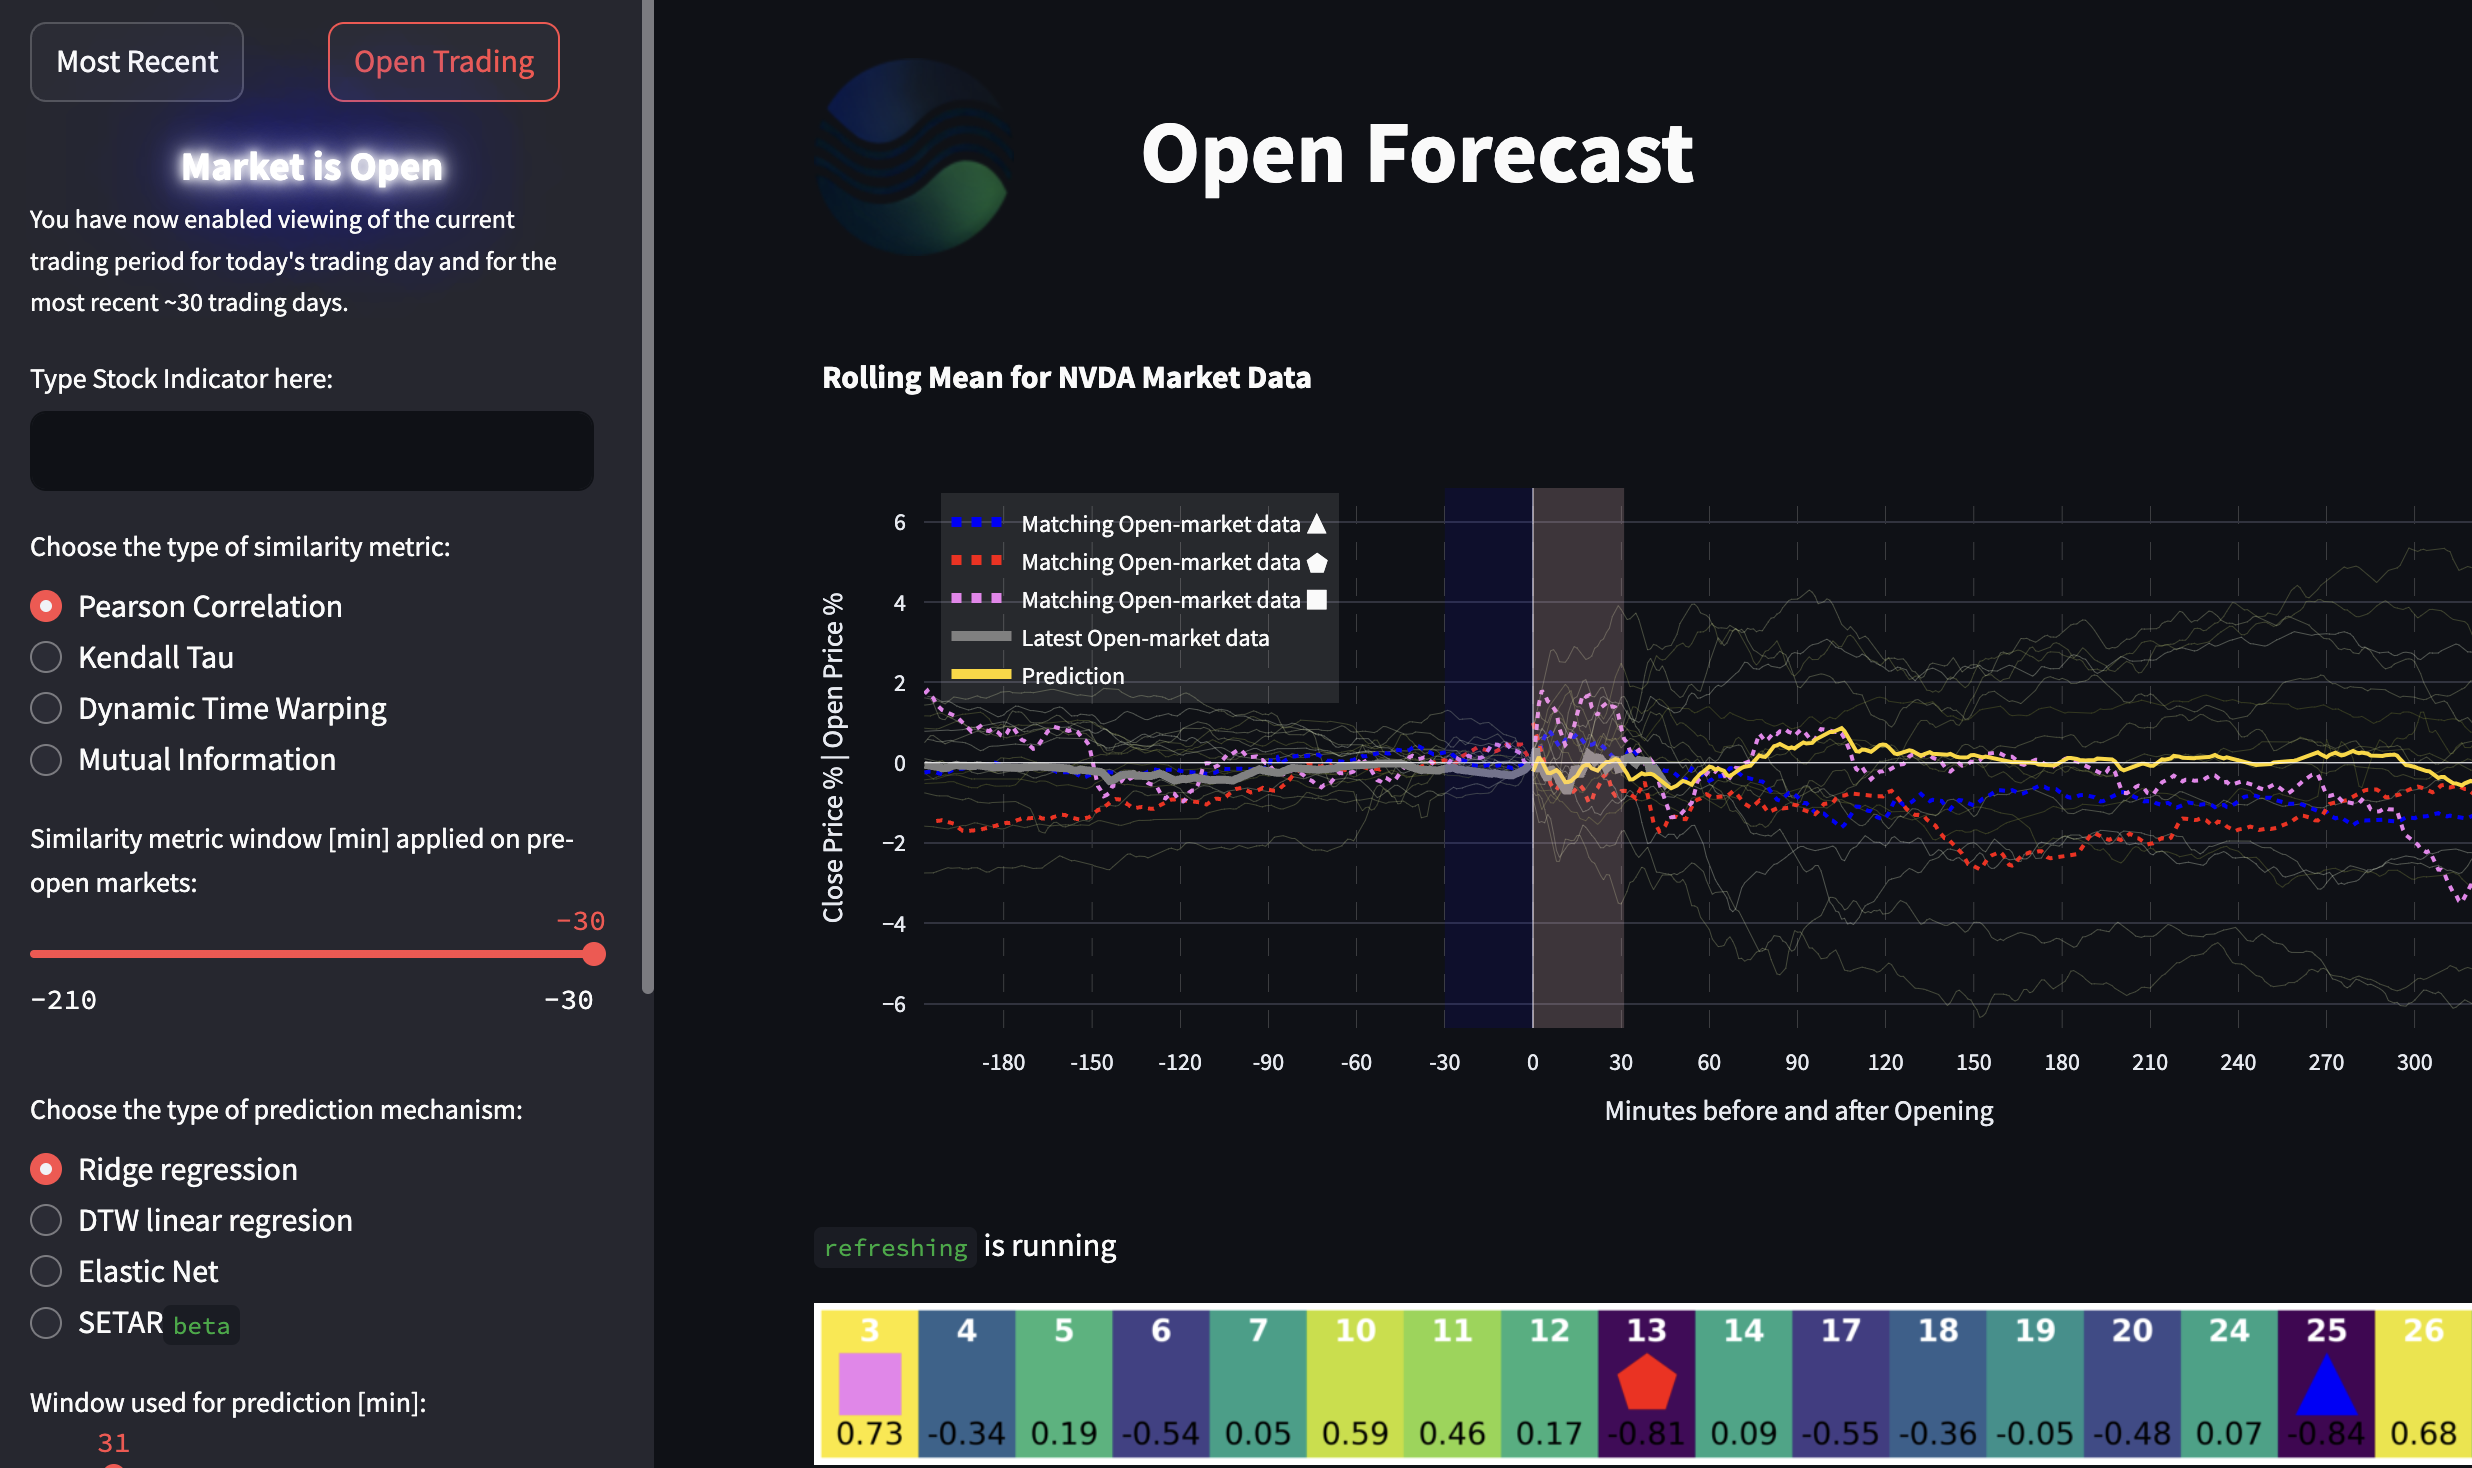 Most Recent
Open Trading
Market is Open
You have now enabled viewing of the current
trading period for today's trading day and for the
most recent ~30 trading days.
Type Stock Indicator here:
Choose the type of similarity metric:
Pearson Correlation
Kendall Tau
Dynamic Time Warping
Mutual Information
Similarity metric window [min] applied on pre-
open markets:
-30
-210 -30
Choose the type of prediction mechanism:
Ridge regression
DTW linear regresion
Elastic Net
SETAR beta
Window used for prediction [min]:
31
Open Forecast
Rolling Mean for NVDA Market Data
Close Price % | Open Price %
6
4
2
0
−2
−4
−6
Matching Open-market data
Matching Open-market data
Matching Open-market data
Latest Open-market data
Prediction
-180 -150 -120 -90 -60 -30 0 30 60 90 120 150 180 210 240 270 300
Minutes before and after Opening
refreshing is running
3 4 5 6 7 10 11 12 13 14 17 18 19 20 24 25 26
0.73 -0.34 0.19 -0.54 0.05 0.59 0.46 0.17 -0.81 0.09 -0.55 -0.36 -0.05 -0.48 0.07 -0.84 0.68